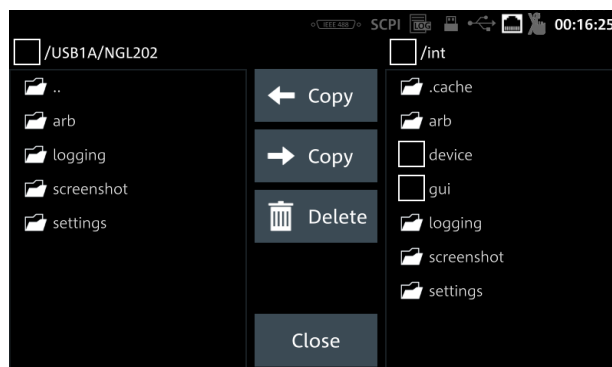 IEEE 488 SCPI LOG 00:16:25
/USB1A/NGL202
..
arb
logging
screenshot
settings
Copy
Copy
Delete
Close
/int
.cache
arb
device
gui
logging
screenshot
settings